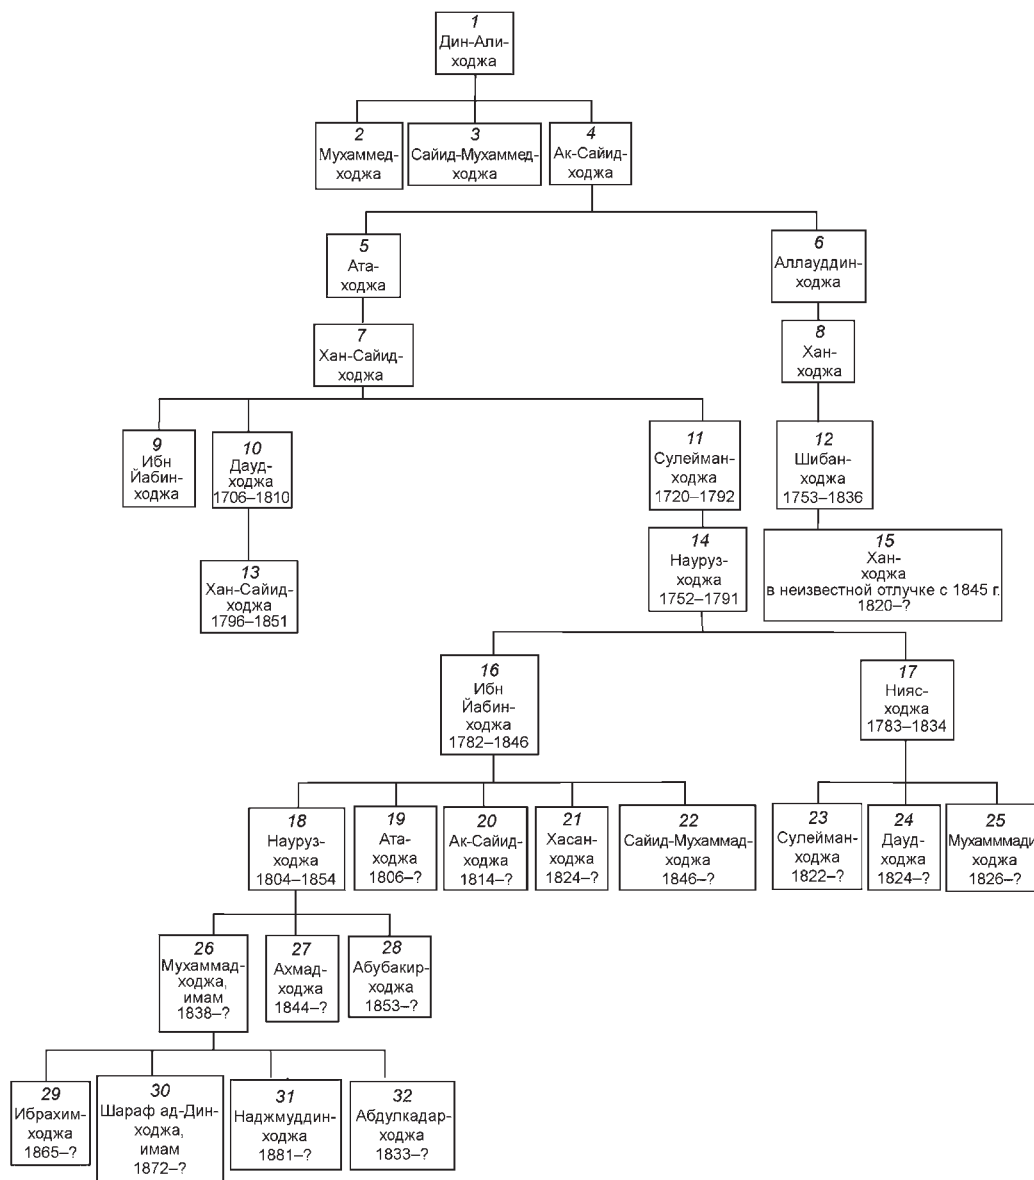 1
Дин-Али-
ходжа
2
Мухаммед-
ходжа
3
Сайид-Мухаммед-
ходжа
4
Ак-Сайид-
ходжа
5
Ата-
ходжа
6
Аллауддин-
ходжа
7
Хан-Сайид-
ходжа
8
Хан-
ходжа
9
Ибн
Йабин-
ходжа
10
Дауд-
ходжа
1706–1810
11
Сулейман-
ходжа
1720–1792
12
Шибан-
ходжа
1753–1836
13
Хан-Сайид-
ходжа
1796–1851
14
Науруз-
ходжа
1752–1791
15
Хан-
ходжа
в неизвестной отлучке с 1845 г.
1820–?
16
Ибн
Йабин-
ходжа
1782–1846
17
Нияс-
ходжа
1783–1834
18
Науруз-
ходжа
1804–1854
19
Ата-
ходжа
1806–?
20
Ак-Сайид-
ходжа
1814–?
21
Хасан-
ходжа
1824–?
22
Сайид-Мухаммад-
ходжа
1846–?
23
Сулейман-
ходжа
1822–?
24
Дауд-
ходжа
1824–?
25
Мухамммади-
ходжа
1826–?
26
Мухаммад-
ходжа,
имам
1838–?
27
Ахмад-
ходжа
1844–?
28
Абубакир-
ходжа
1853–?
29
Ибрахим-
ходжа
1865–?
30
Шараф ад-Дин-
ходжа,
имам
1872–?
31
Наджмуддин-
ходжа
1881–?
32
Абдулкадар-
ходжа
1833–?